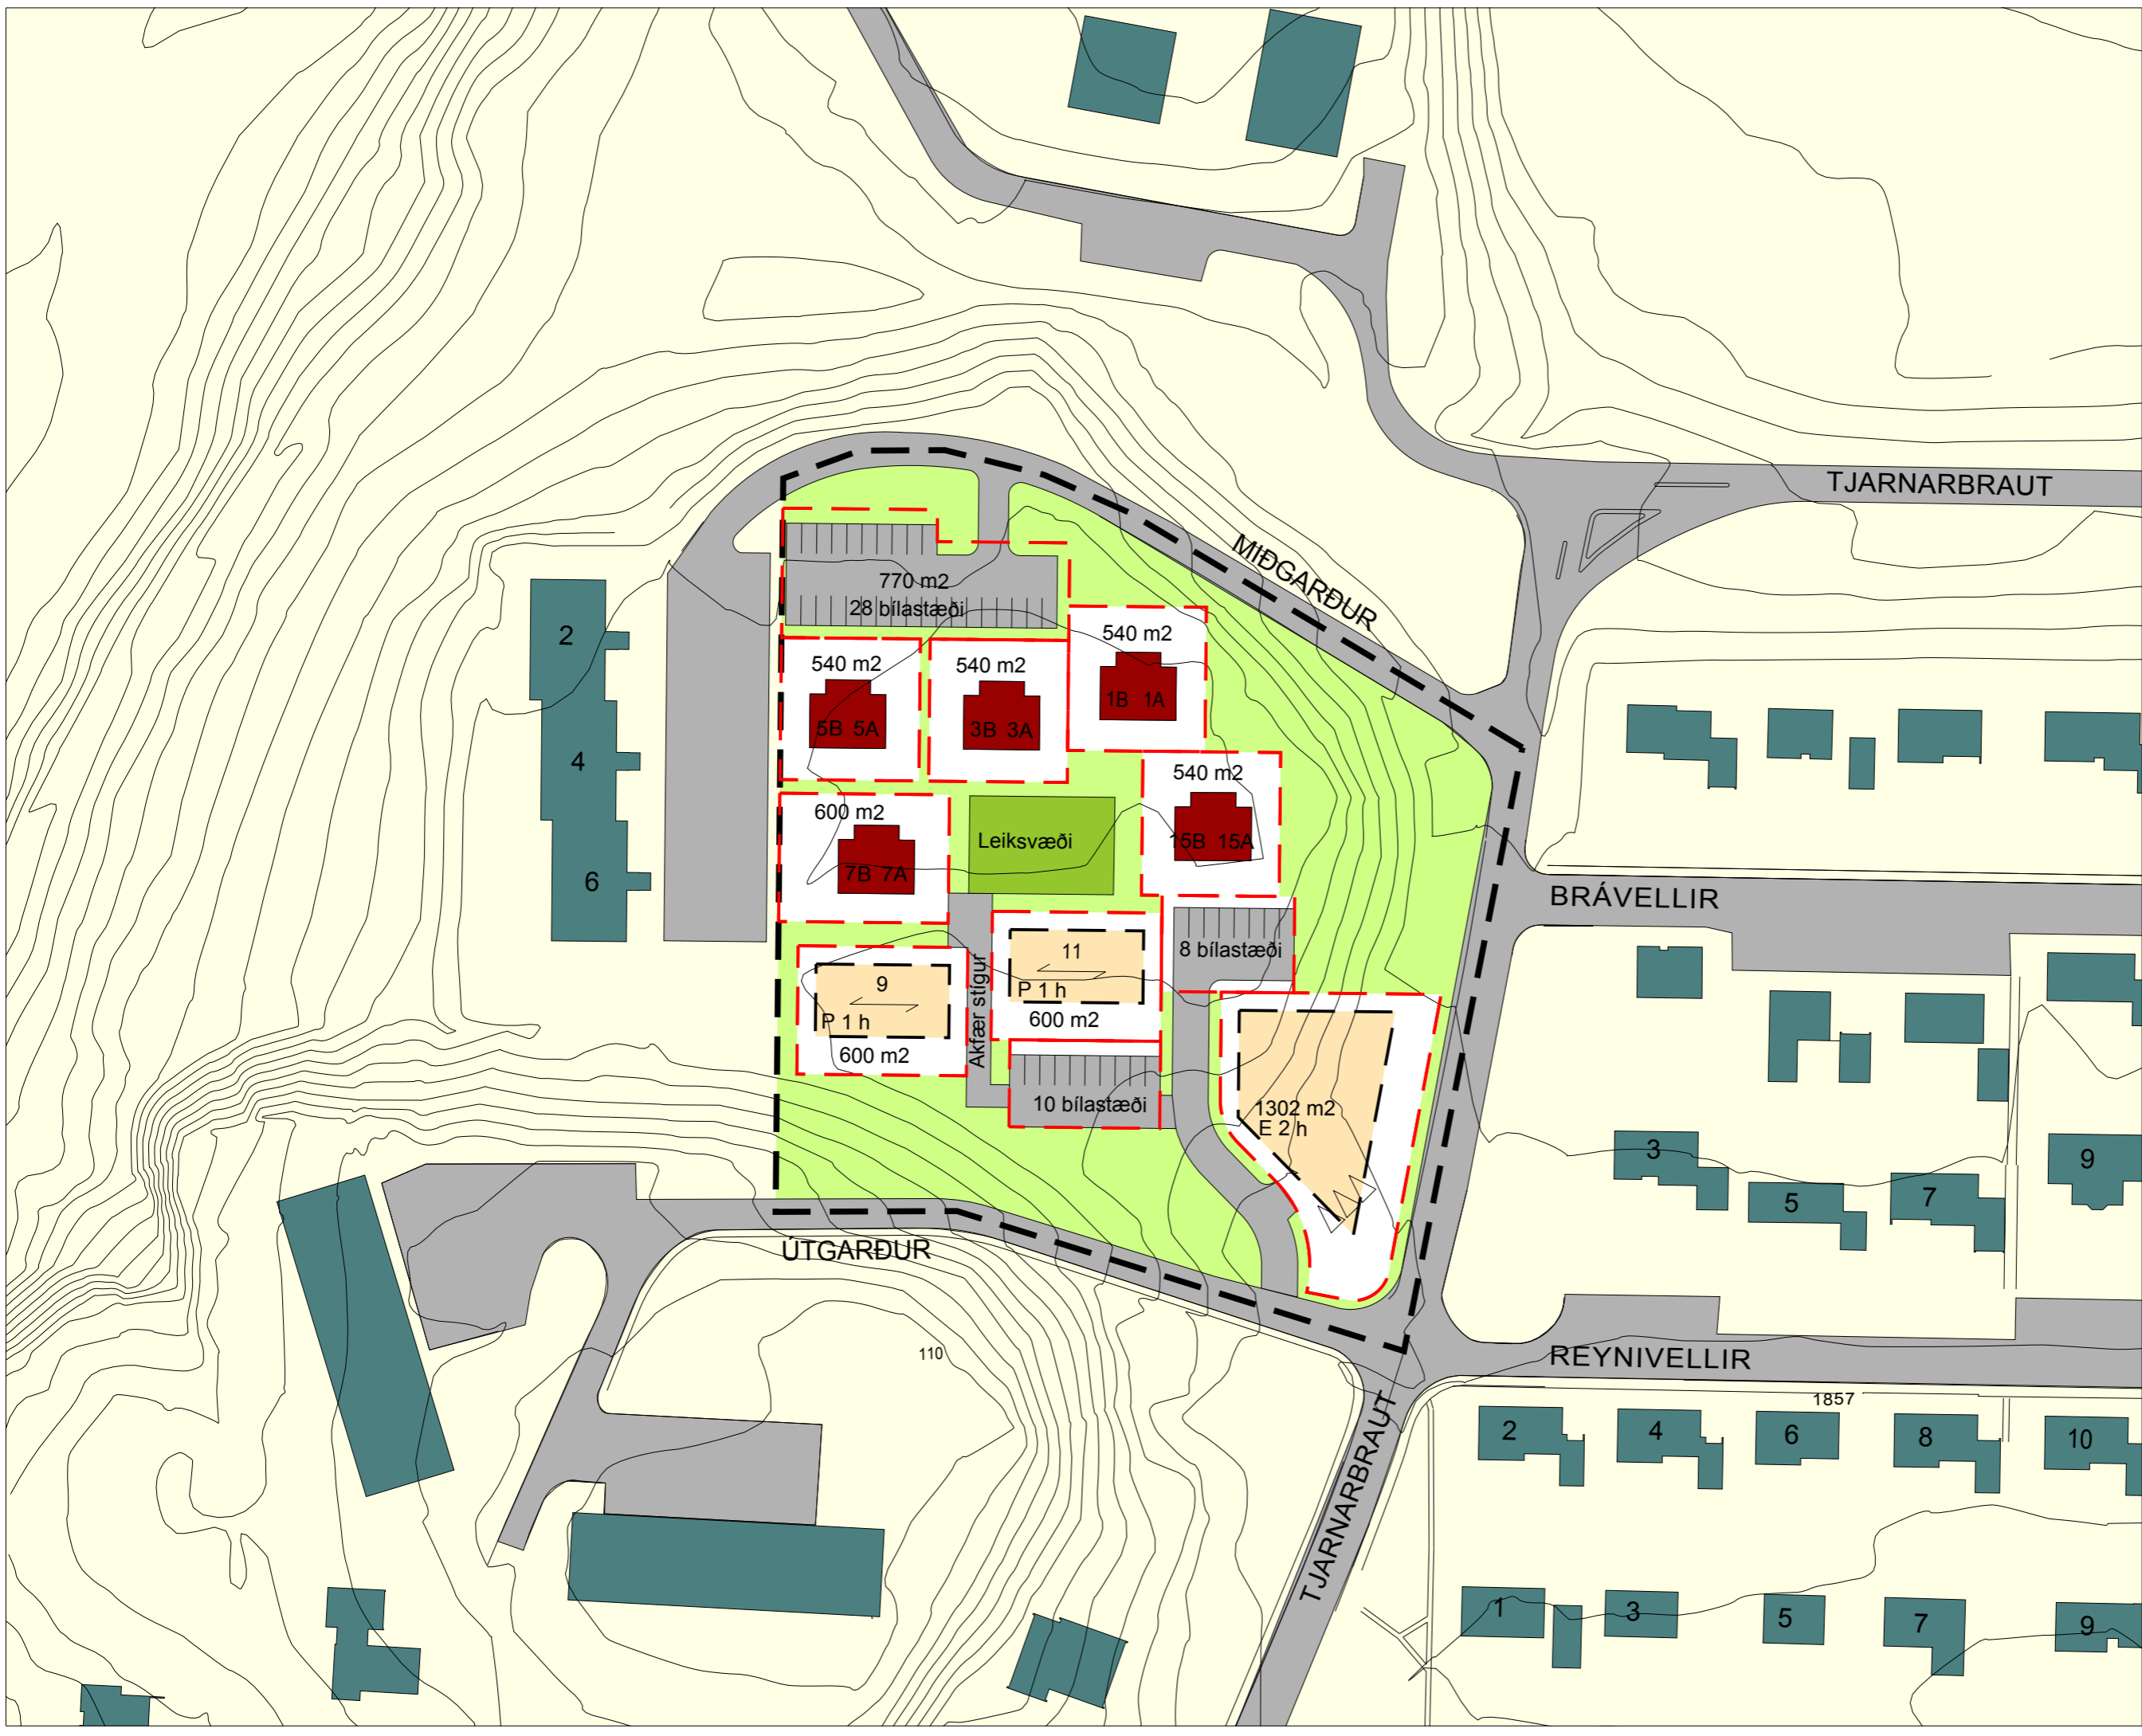 TJARNARBRAUT
MIÐGARÐUR
770 m2
28 bílastæði
2
540 m2
1B 1A
540 m2
5B 5A
540 m2
3B 3A
4
540 m2
15B 15A
600 m2
7B 7A
Leiksvæði
6
BRÁVELLIR
11
P 1 h
600 m2
8 bílastæði
9
P 1 h
600 m2
Akfær stígur
10 bílastæði
1302 m2
E 2 h
3
5
7
9
ÚTGARÐUR
110
REYNIVELLIR
1857
TJARNARBRAUT
2
4
6
8
10
1
3
5
7
9